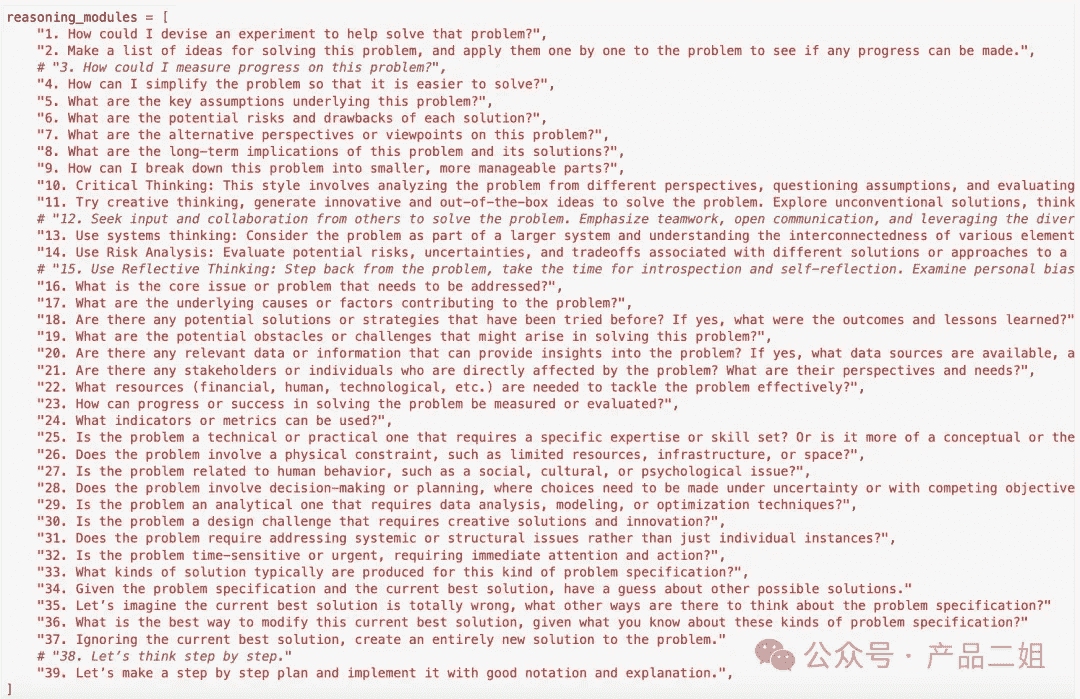 reasoning_modules = [
"1. How could I devise an experiment to help solve that problem?",
"2. Make a list of ideas for solving this problem, and apply them one by one to the problem to see if any progress can be made.",
# "3. How could I measure progress on this problem?",
"4. How can I simplify the problem so that it is easier to solve?",
"5. What are the key assumptions underlying this problem?",
"6. What are the potential risks and drawbacks of each solution?",
"7. What are the alternative perspectives or viewpoints on this problem?",
"8. What are the long-term implications of this problem and its solutions?",
"9. How can I break down this problem into smaller, more manageable parts?",
"10. Critical Thinking: This style involves analyzing the problem from different perspectives, questioning assumptions, and evaluating
"11. Try creative thinking, generate innovative and out-of-the-box ideas to solve the problem. Explore unconventional solutions, think
# "12. Seek input and collaboration from others to solve the problem. Emphasize teamwork, open communication, and leveraging the diver
"13. Use systems thinking: Consider the problem as part of a larger system and understanding the interconnectedness of various element
"14. Use Risk Analysis: Evaluate potential risks, uncertainties, and tradeoffs associated with different solutions or approaches to a
# "15. Use Reflective Thinking: Step back from the problem, take the time for introspection and self-reflection. Examine personal bias
"16. What is the core issue or problem that needs to be addressed?",
"17. What are the underlying causes or factors contributing to the problem?",
"18. Are there any potential solutions or strategies that have been tried before? If yes, what were the outcomes and lessons learned?"
"19. What are the potential obstacles or challenges that might arise in solving this problem?",
"20. Are there any relevant data or information that can provide insights into the problem? If yes, what data sources are available, a
"21. Are there any stakeholders or individuals who are directly affected by the problem? What are their perspectives and needs?",
"22. What resources (financial, human, technological, etc.) are needed to tackle the problem effectively?",
"23. How can progress or success in solving the problem be measured or evaluated?",
"24. What indicators or metrics can be used?",
"25. Is the problem a technical or practical one that requires a specific expertise or skill set? Or is it more of a conceptual or the
"26. Does the problem involve a physical constraint, such as limited resources, infrastructure, or space?",
"27. Is the problem related to human behavior, such as a social, cultural, or psychological issue?",
"28. Does the problem involve decision-making or planning, where choices need to be made under uncertainty or with competing objective
"29. Is the problem an analytical one that requires data analysis, modeling, or optimization techniques?",
"30. Is the problem a design challenge that requires creative solutions and innovation?",
"31. Does the problem require addressing systemic or structural issues rather than just individual instances?",
"32. Is the problem time-sensitive or urgent, requiring immediate attention and action?",
"33. What kinds of solution typically are produced for this kind of problem specification?",
"34. Given the problem specification and the current best solution, have a guess about other possible solutions."
"35. Let’s imagine the current best solution is totally wrong, what other ways are there to think about the problem specification?"
"36. What is the best way to modify this current best solution, given what you know about these kinds of problem specification?"
"37. Ignoring the current best solution, create an entirely new solution to the problem."
# "38. Let’s think step by step."
"39. Let’s make a step by step plan and implement it with good notation and explanation.",
]
公众号 · 产品二姐